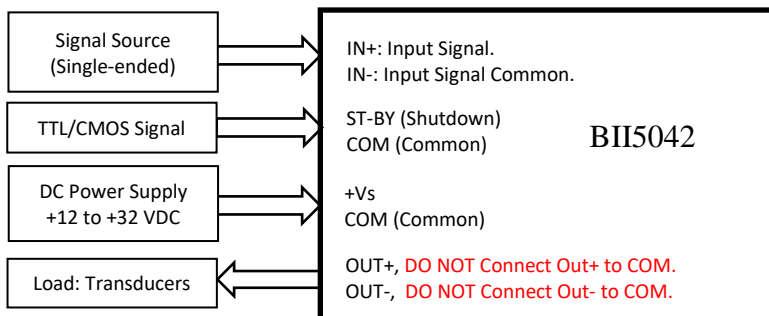 Signal Source
(Single-ended)
IN+: Input Signal.
IN-: Input Signal Common.
TTL/CMOS Signal
ST-BY (Shutdown)
COM (Common)
BII5042
DC Power Supply
+12 to +32 VDC
+Vs
COM (Common)
Load: Transducers
OUT+, DO NOT Connect Out+ to COM.
OUT-, DO NOT Connect Out- to COM.